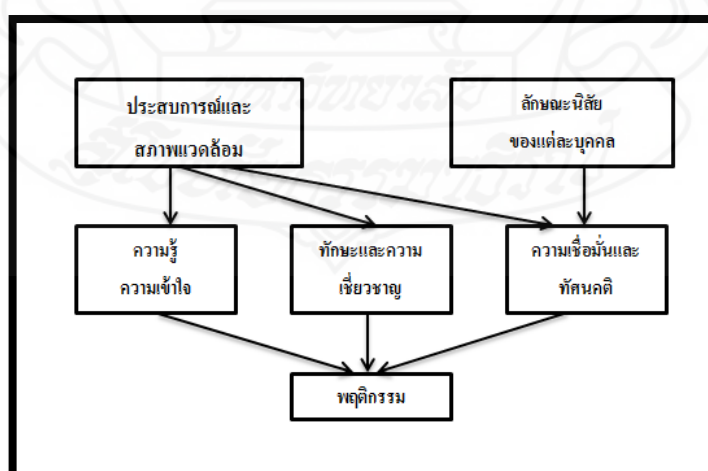 ประสบการณ์และ
สภาพแวดล้อม
ลักษณะนิสัย
ของแต่ละบุคคล
ความรู้
ความเข้าใจ
ทักษะและความ
เชี่ยวชาญ
ความเชื่อมั่นและ
ทัศนคติ
พฤติกรรม